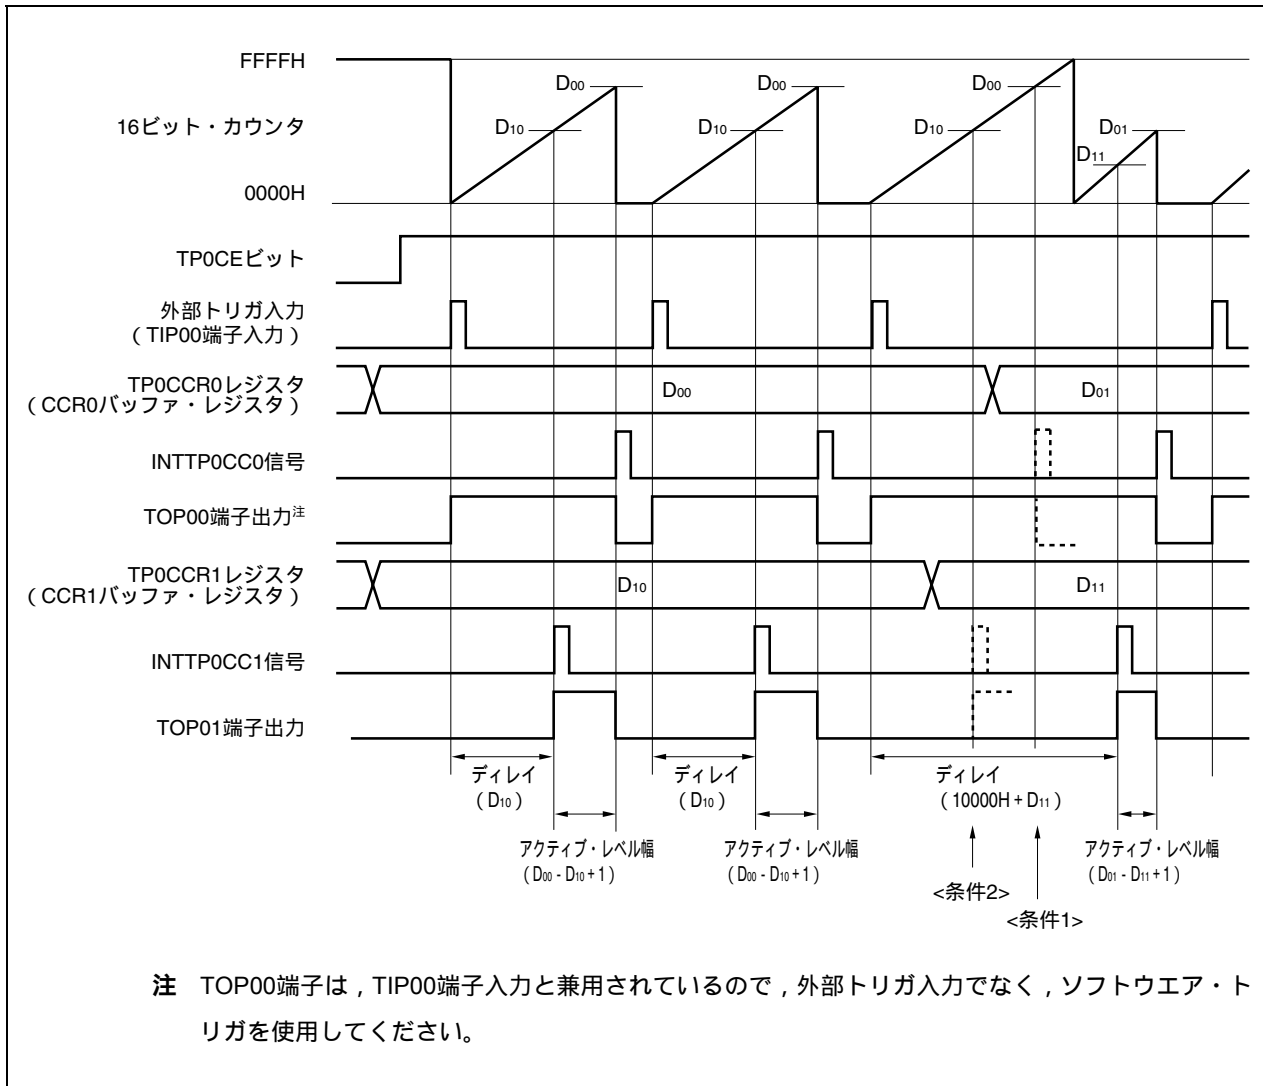 FFFFH
D00
D00
D00
16ビット・カウンタ
D10
D10
D10
D01
D11
0000H
TP0CEビット
外部トリガ入力
（TIP00端子入力）
TP0CCR0レジスタ
（CCR0バッファ・レジスタ）
D00
D01
INTTP0CC0信号
TOP00端子出力注
TP0CCR1レジスタ
（CCR1バッファ・レジスタ）
D10
D11
INTTP0CC1信号
TOP01端子出力
ディレイ
（D10）
ディレイ
（D10）
ディレイ
（10000H + D11）
アクティブ・レベル幅
（D00 - D10 + 1）
アクティブ・レベル幅
（D00 - D10 + 1）
アクティブ・レベル幅
（D01 - D11 + 1）
<条件2>
<条件1>
注 TOP00端子は，TIP00端子入力と兼用されているので，外部トリガ入力でなく，ソフトウエア・ト
リガを使用してください。